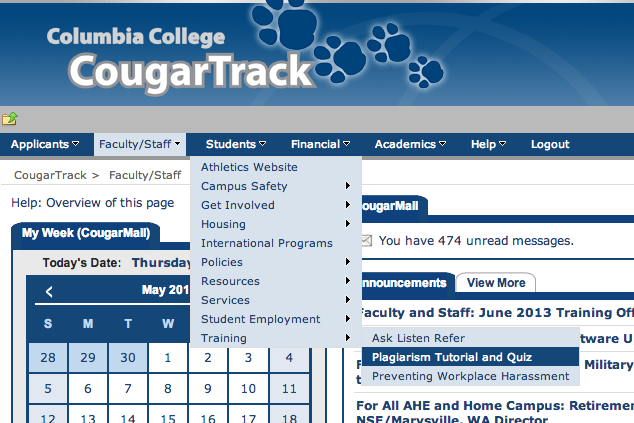 Columbia College
CougarTrack
Applicants Faculty/Staff Students Financial Academics Help Logout
CougarTrack > Faculty/Staff
Help: Overview of this page
Athletics Website
Campus Safety
Get Involved
Housing
International Programs
Policies
Resources
Services
Student Employment
Training
Ask Listen Refer
Plagiarism Tutorial and Quiz
Preventing Workplace Harassment
My Week (CougarMail)
Today's Date: Thursday
May 201
S M T W
28 29 30 1 2 3 4
5 6 7 8 9 10 11
12 13 14 15 16 17 18
ougarMail
You have 474 unread messages.
nnouncements View More
Faculty and Staff: June 2013 Training Off
tware U
Military
For All AHE and Home Campus: Retirem
NSF/Marysville, WA Director